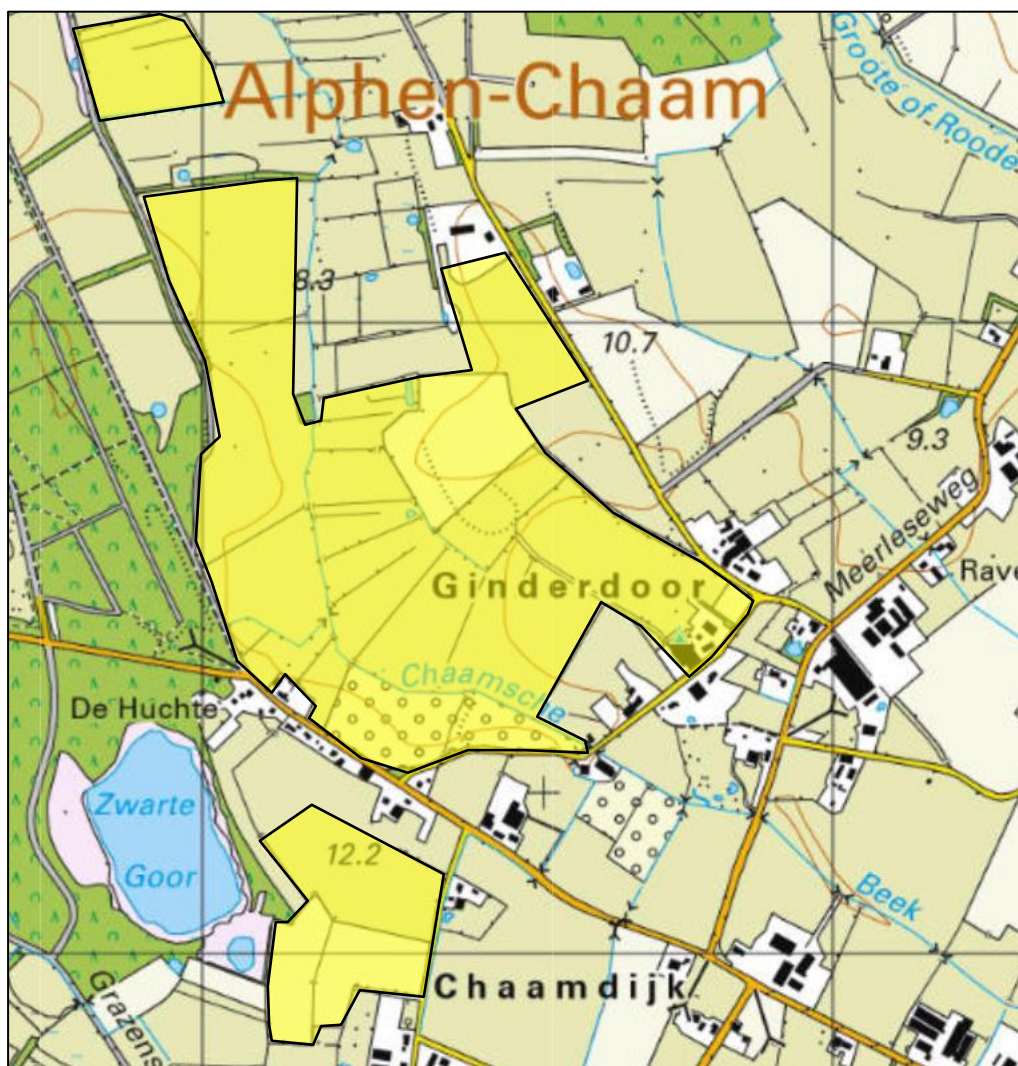 Groote of Roode
Alphen-Chaam
8.3
10.7
9.3
Meerleseweg
Rave
Ginderdoor
Chaamsche
De Huchte
Zwarte
Goor
12.2
Beek
Chaamdijk
Grazens